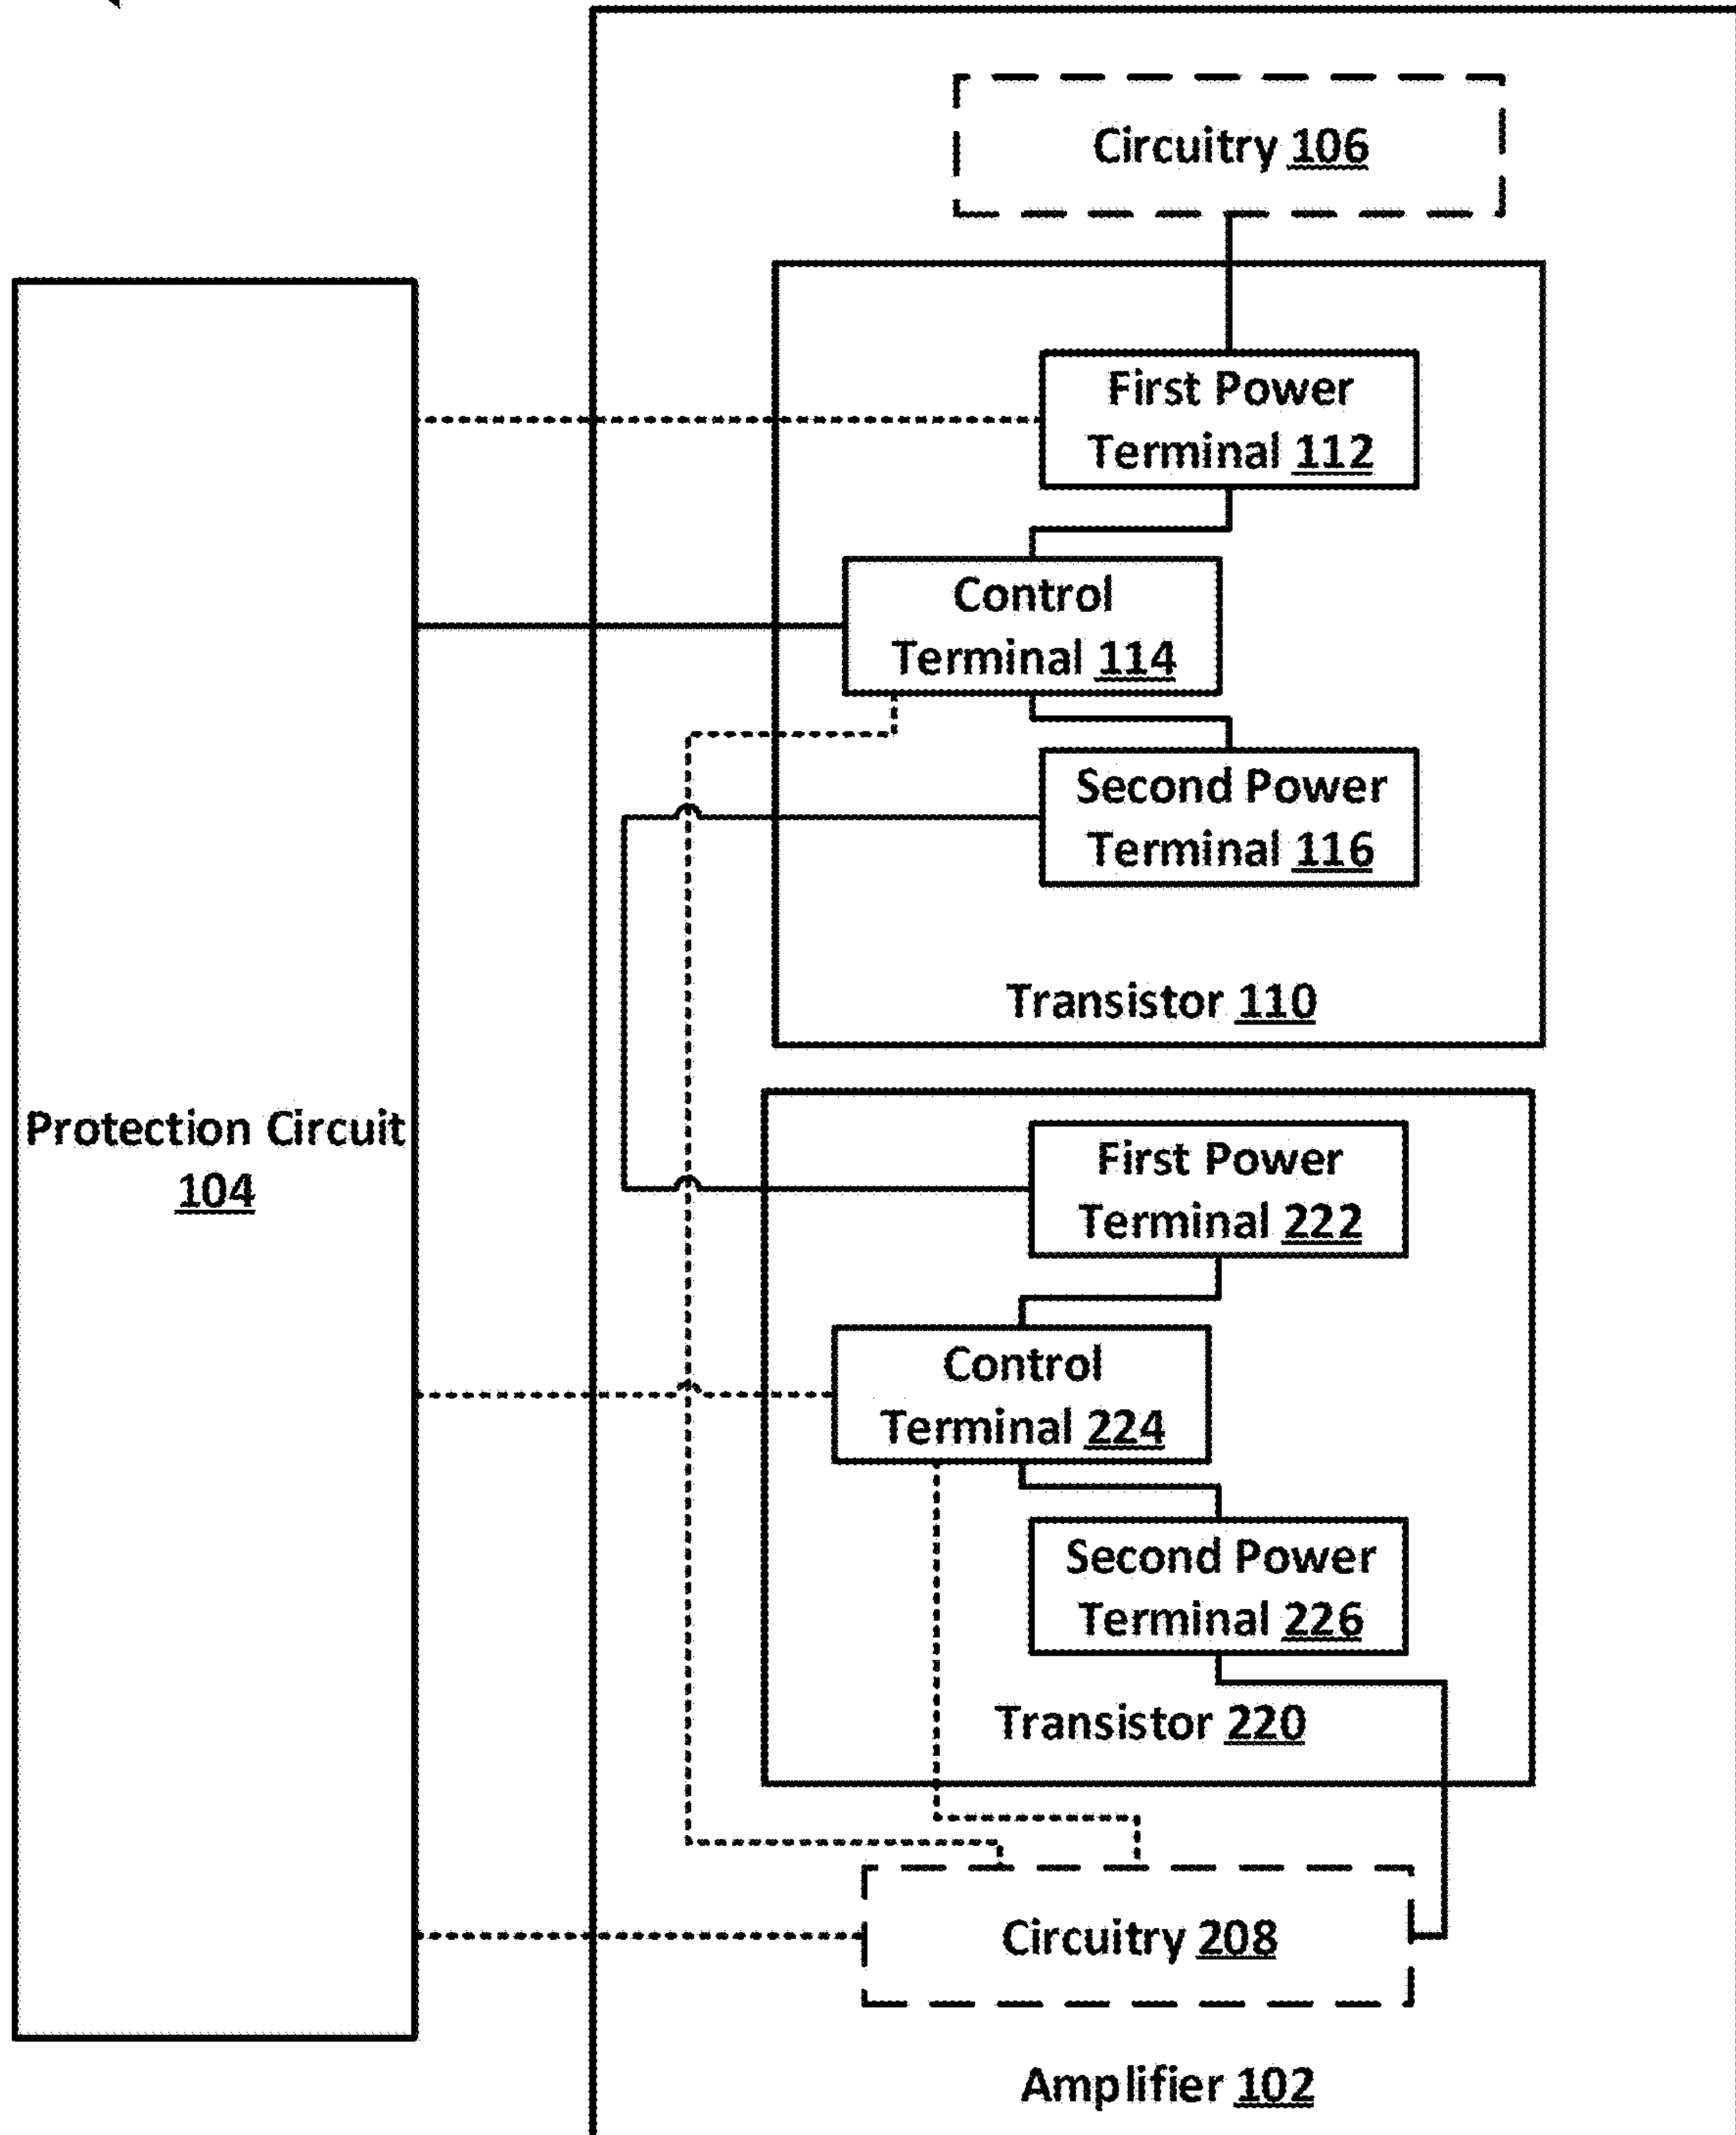 Circuitry 106
First Power
Terminal 112
Control
Terminal 114
Second Power
Terminal 116
Transistor 110
Protection Circuit
104
First Power
Terminal 222
Control
Terminal 224
Second Power
Terminal 226
Transistor 220
Circuitry 208
Amplifier 102